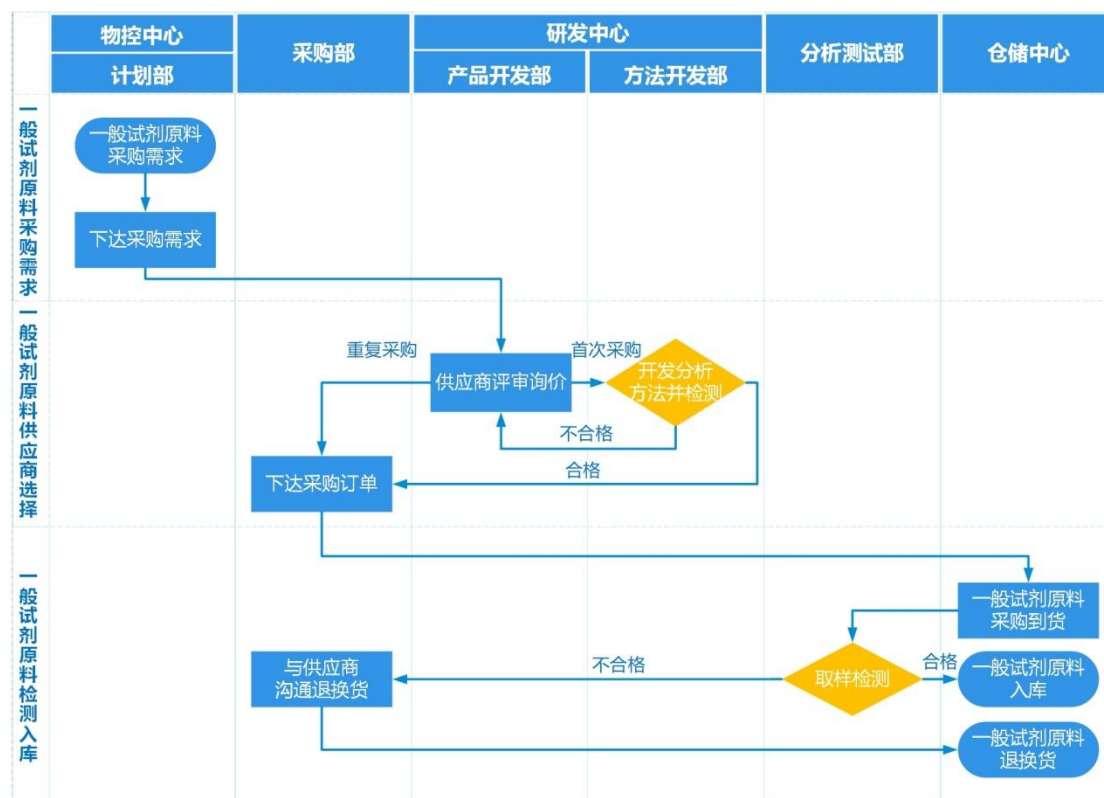 物控中心
采购部
研发中心
分析测试部
仓储中心
计划部
产品开发部
方法开发部
一般试剂原料采购需求
一般试剂原料
采购需求
下达采购需求
一般试剂原料供应商选择
重复采购
供应商评审询价
首次采购
开发分析
方法并检测
不合格
合格
下达采购订单
一般试剂原料检测入库
一般试剂原料
采购到货
与供应商
沟通退换货
不合格
取样检测
合格
一般试剂原料
入库
一般试剂原料
退换货